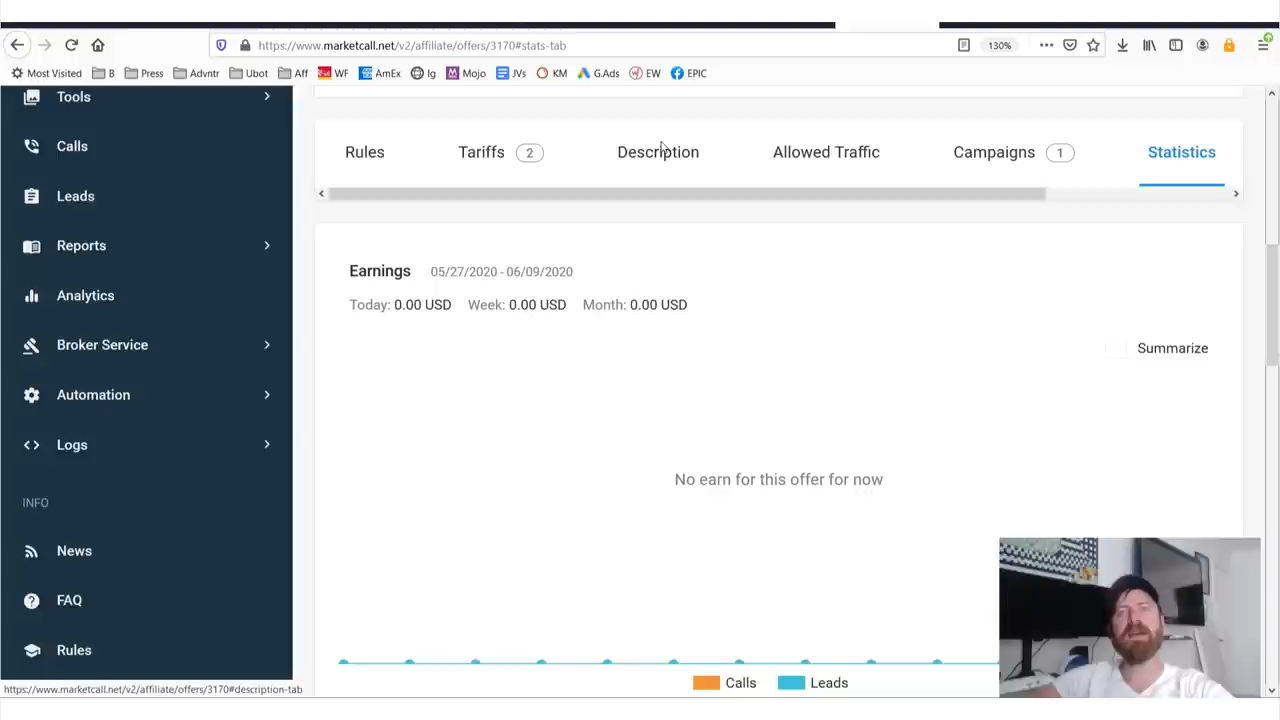 https://www.marketcall.net/v2/affiliate/offers/3170#stats-tab
130%
Most Visited B Press Advntr Ubot Aff WF AmEx Ig Mojo JVs KM G.Ads EW EPIC
Tools
Calls
Leads
Reports
Analytics
Broker Service
Automation
Logs
INFO
News
FAQ
Rules
https://www.marketcall.net/v2/affiliate/offers/3170#description-tab
Rules Tariffs 2 Description Allowed Traffic Campaigns 1 Statistics
Earnings 05/27/2020 - 06/09/2020
Today: 0.00 USD Week: 0.00 USD Month: 0.00 USD
Summarize
No earn for this offer for now
Calls Leads